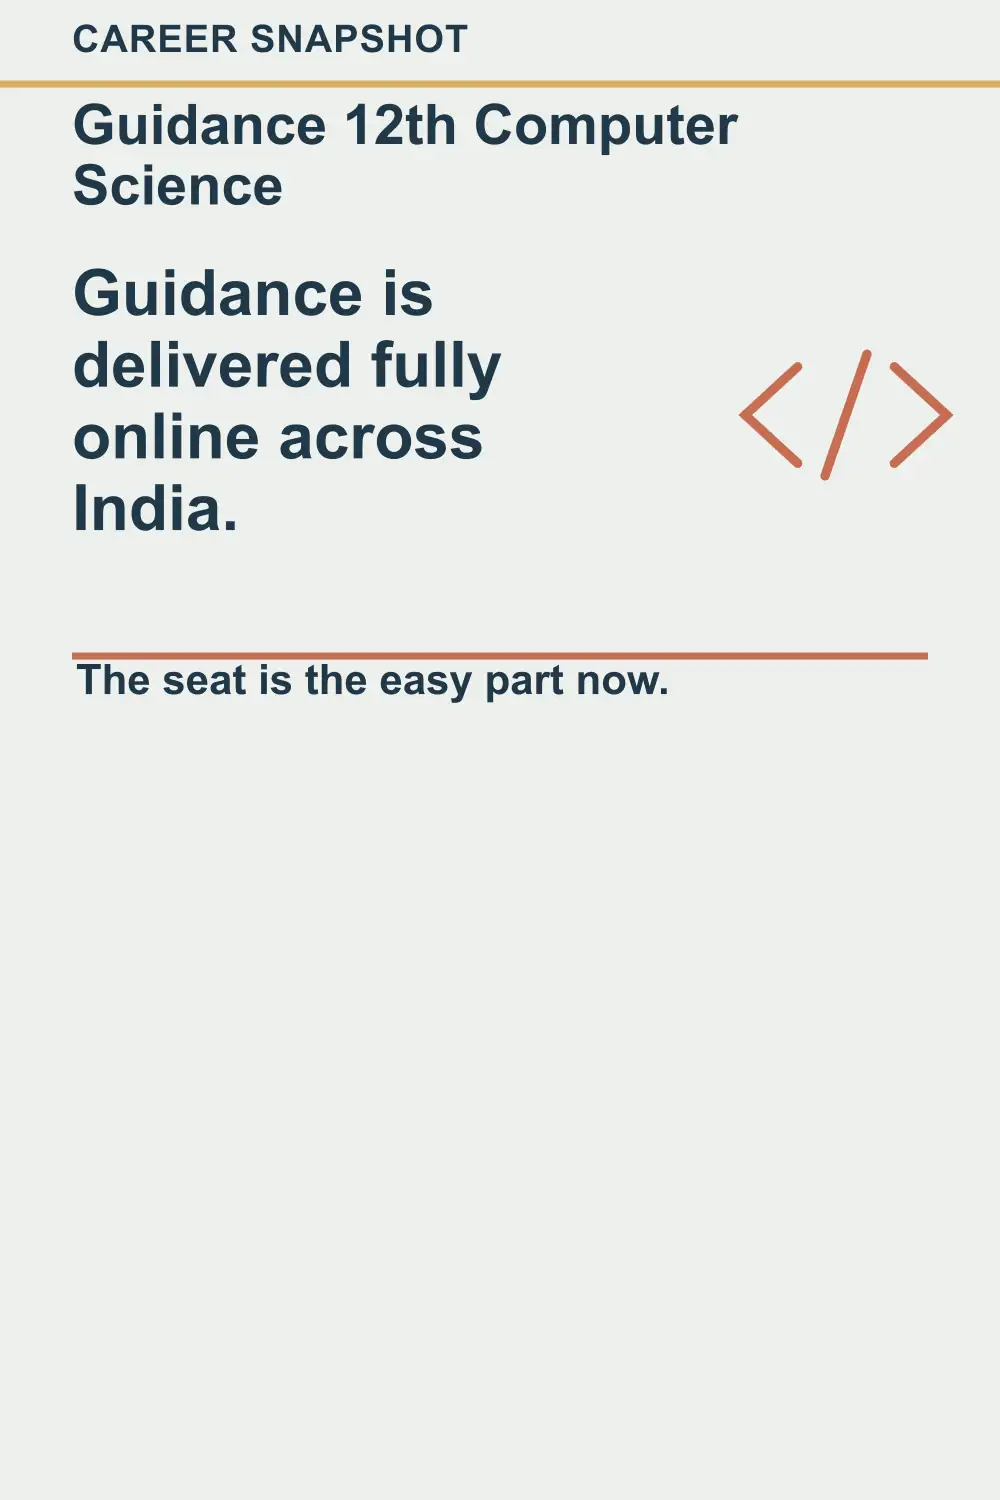 CAREER SNAPSHOT
Guidance 12th Computer
Science
Guidance is
delivered fully
online across
India.
</>
The seat is the easy part now.